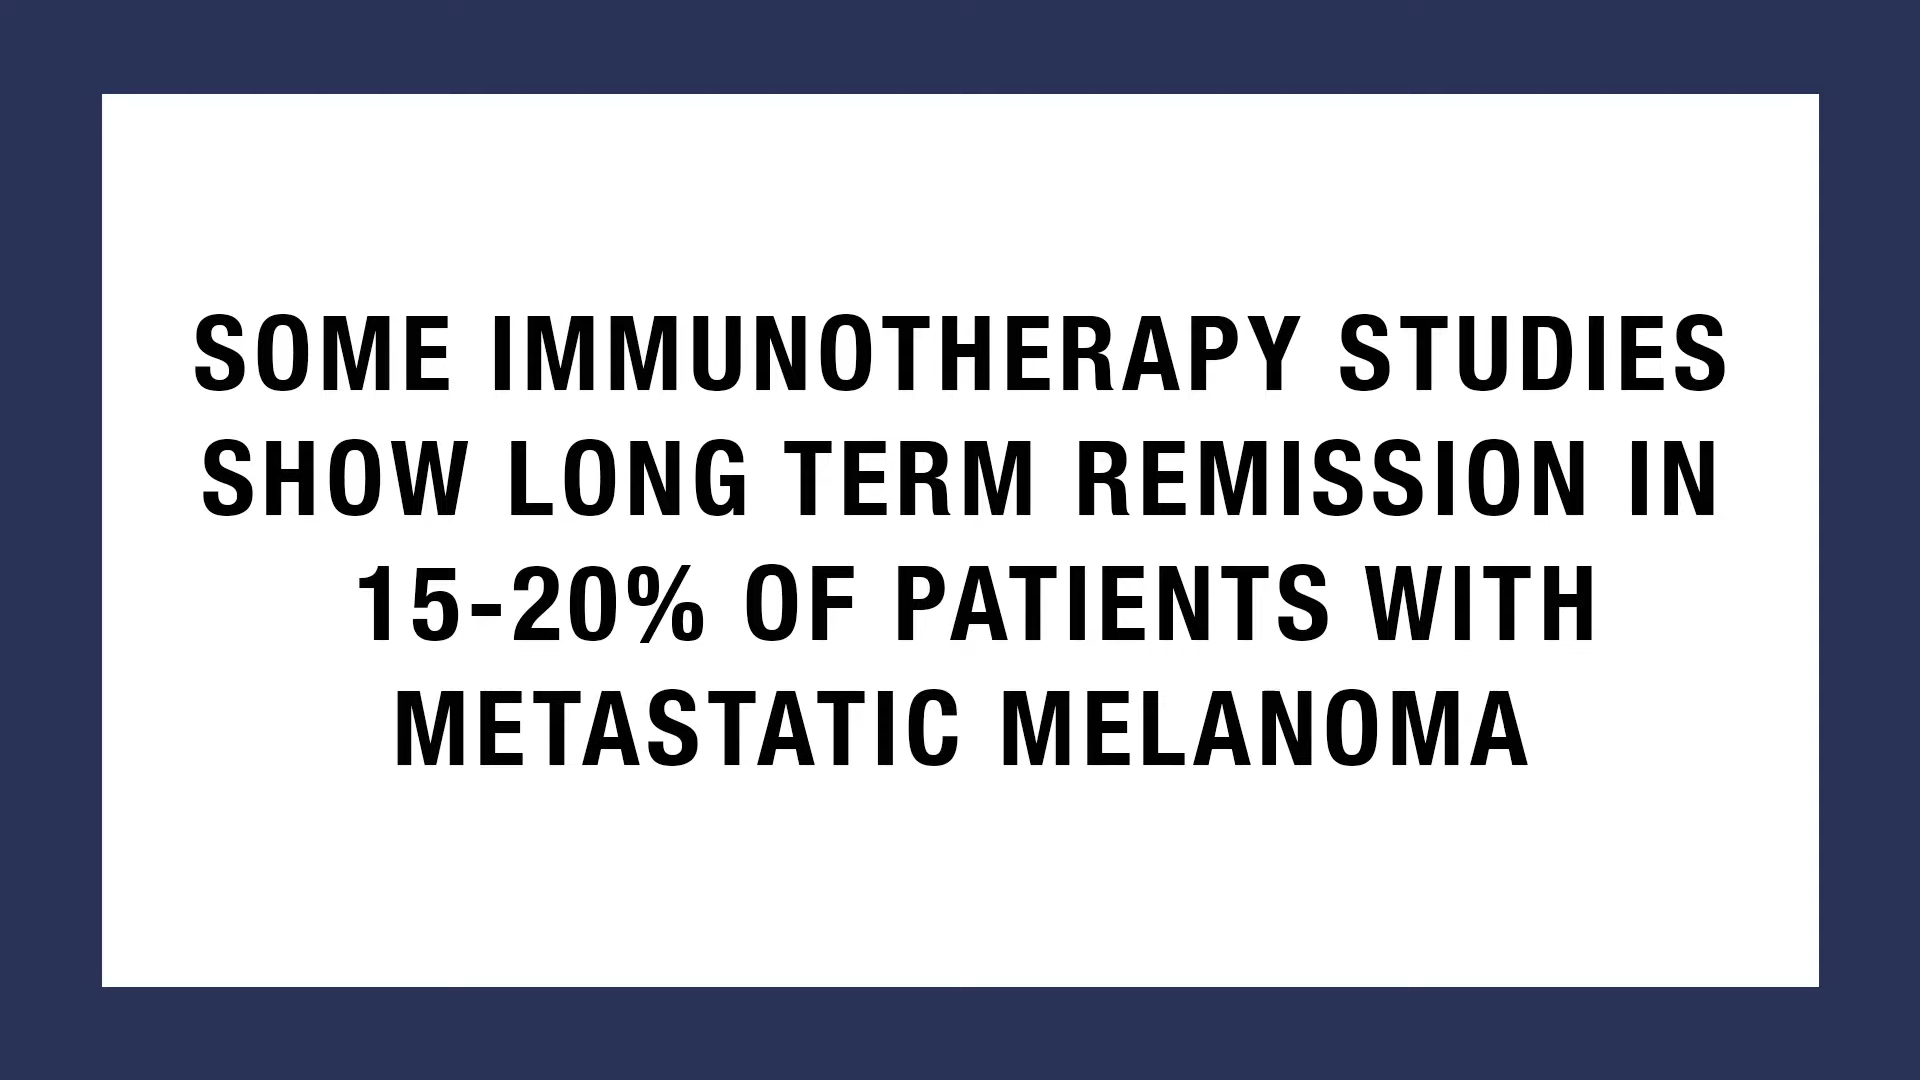 SOME IMMUNOTHERAPY STUDIES
SHOW LONG TERM REMISSION IN
15-20% OF PATIENTS WITH
METASTATIC MELANOMA